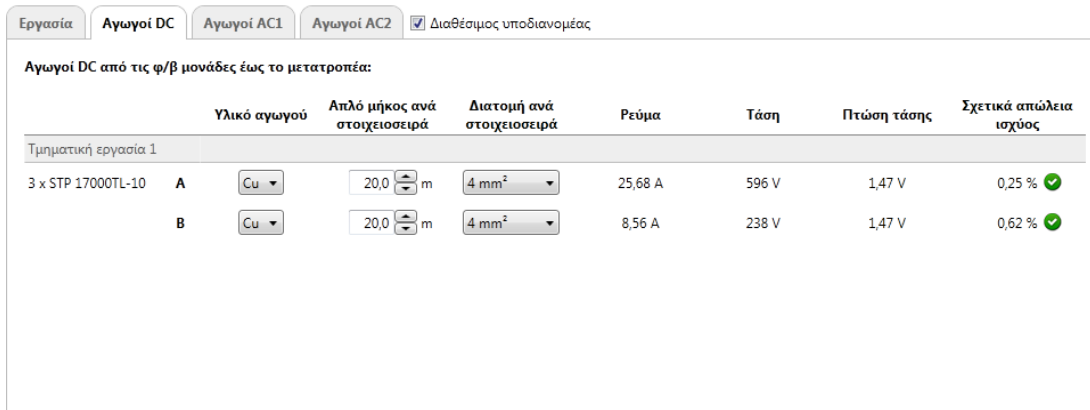 Εργασία Αγωγοί DC Αγωγοί AC1 Αγωγοί AC2 Διαθέσιμος υποδιανομέας
Αγωγοί DC από τις φ/β μονάδες έως το μετατροπέα:
Υλικό αγωγού Απλό μήκος ανά στοιχειοσειρά Διατομή ανά στοιχειοσειρά Ρεύμα Τάση Πτώση τάσης Σχετικά απώλεια ισχύος
Τμηματική εργασία 1
3 x STP 17000TL-10 A Cu 20,0 m 4 mm² 25,68 A 596 V 1,47 V 0,25 %
B Cu 20,0 m 4 mm² 8,56 A 238 V 1,47 V 0,62 %